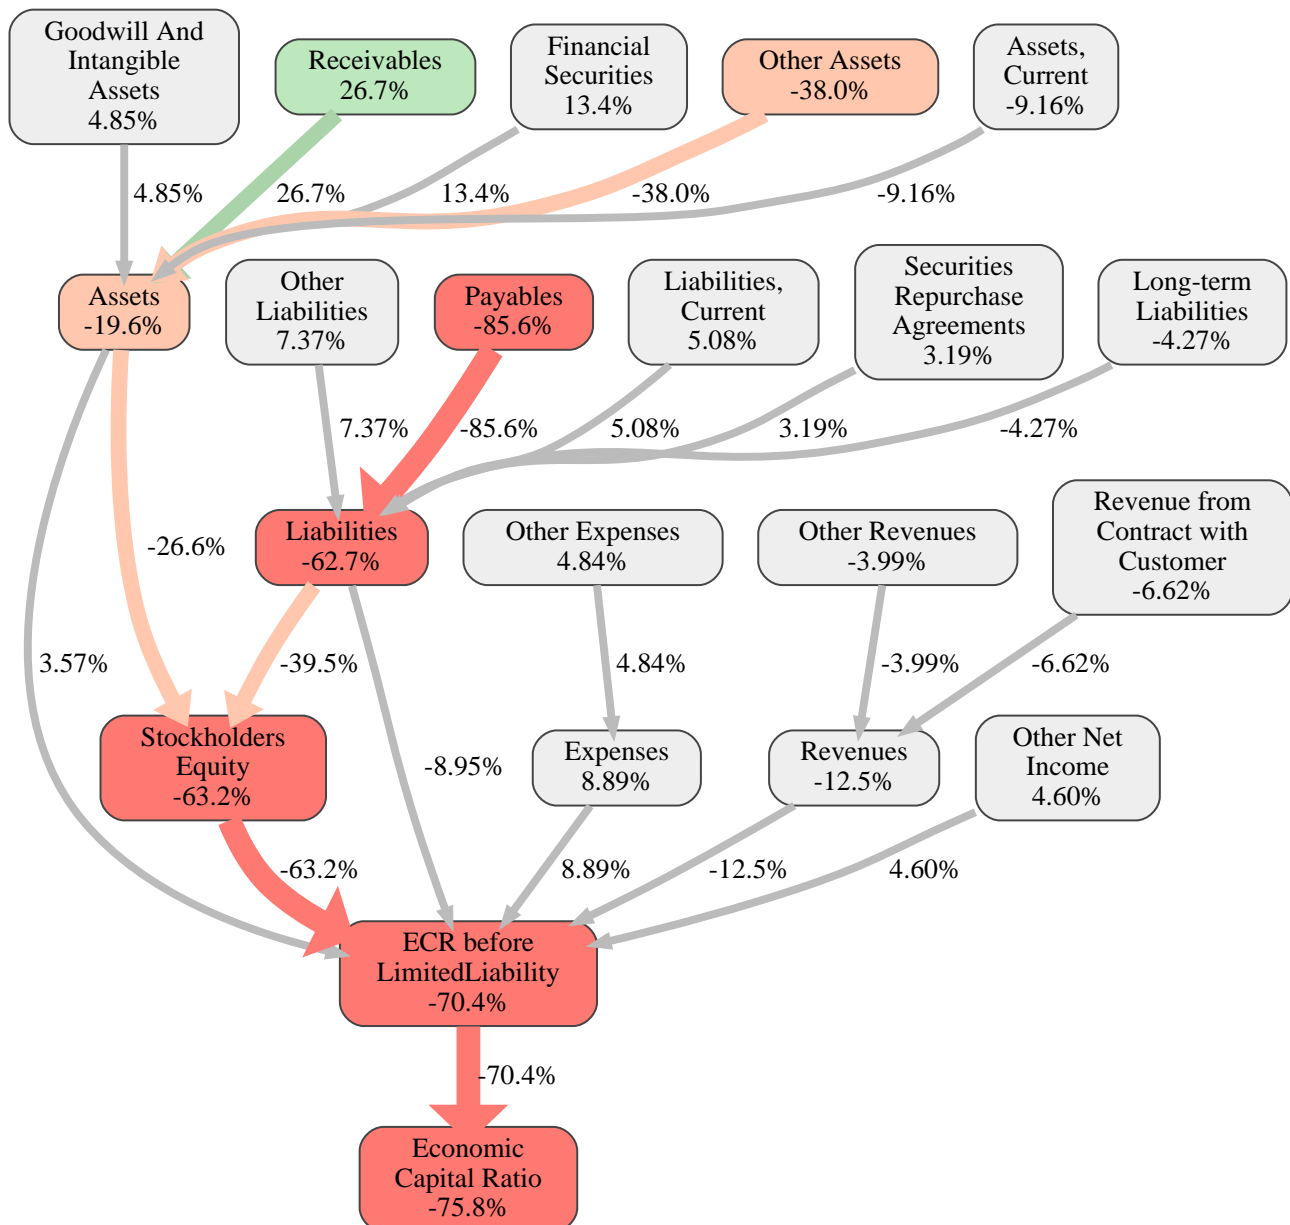 Goodwill And
Intangible
Assets
4.85%
Receivables
26.7%
Financial
Securities
13.4%
Other Assets
-38.0%
Assets,
Current
-9.16%
4.85%
26.7%
13.4%
-38.0%
-9.16%
Assets
-19.6%
Other
Liabilities
7.37%
Payables
-85.6%
Liabilities,
Current
5.08%
Securities
Repurchase
Agreements
3.19%
Long-term
Liabilities
-4.27%
7.37%
-85.6%
5.08%
3.19%
-4.27%
-26.6%
Liabilities
-62.7%
Other Expenses
4.84%
Other Revenues
-3.99%
Revenue from
Contract with
Customer
-6.62%
3.57%
-39.5%
4.84%
-3.99%
-6.62%
Stockholders
Equity
-63.2%
-8.95%
Expenses
8.89%
Revenues
-12.5%
Other Net
Income
4.60%
-63.2%
8.89%
-12.5%
4.60%
ECR before
LimitedLiability
-70.4%
-70.4%
Economic
Capital Ratio
-75.8%